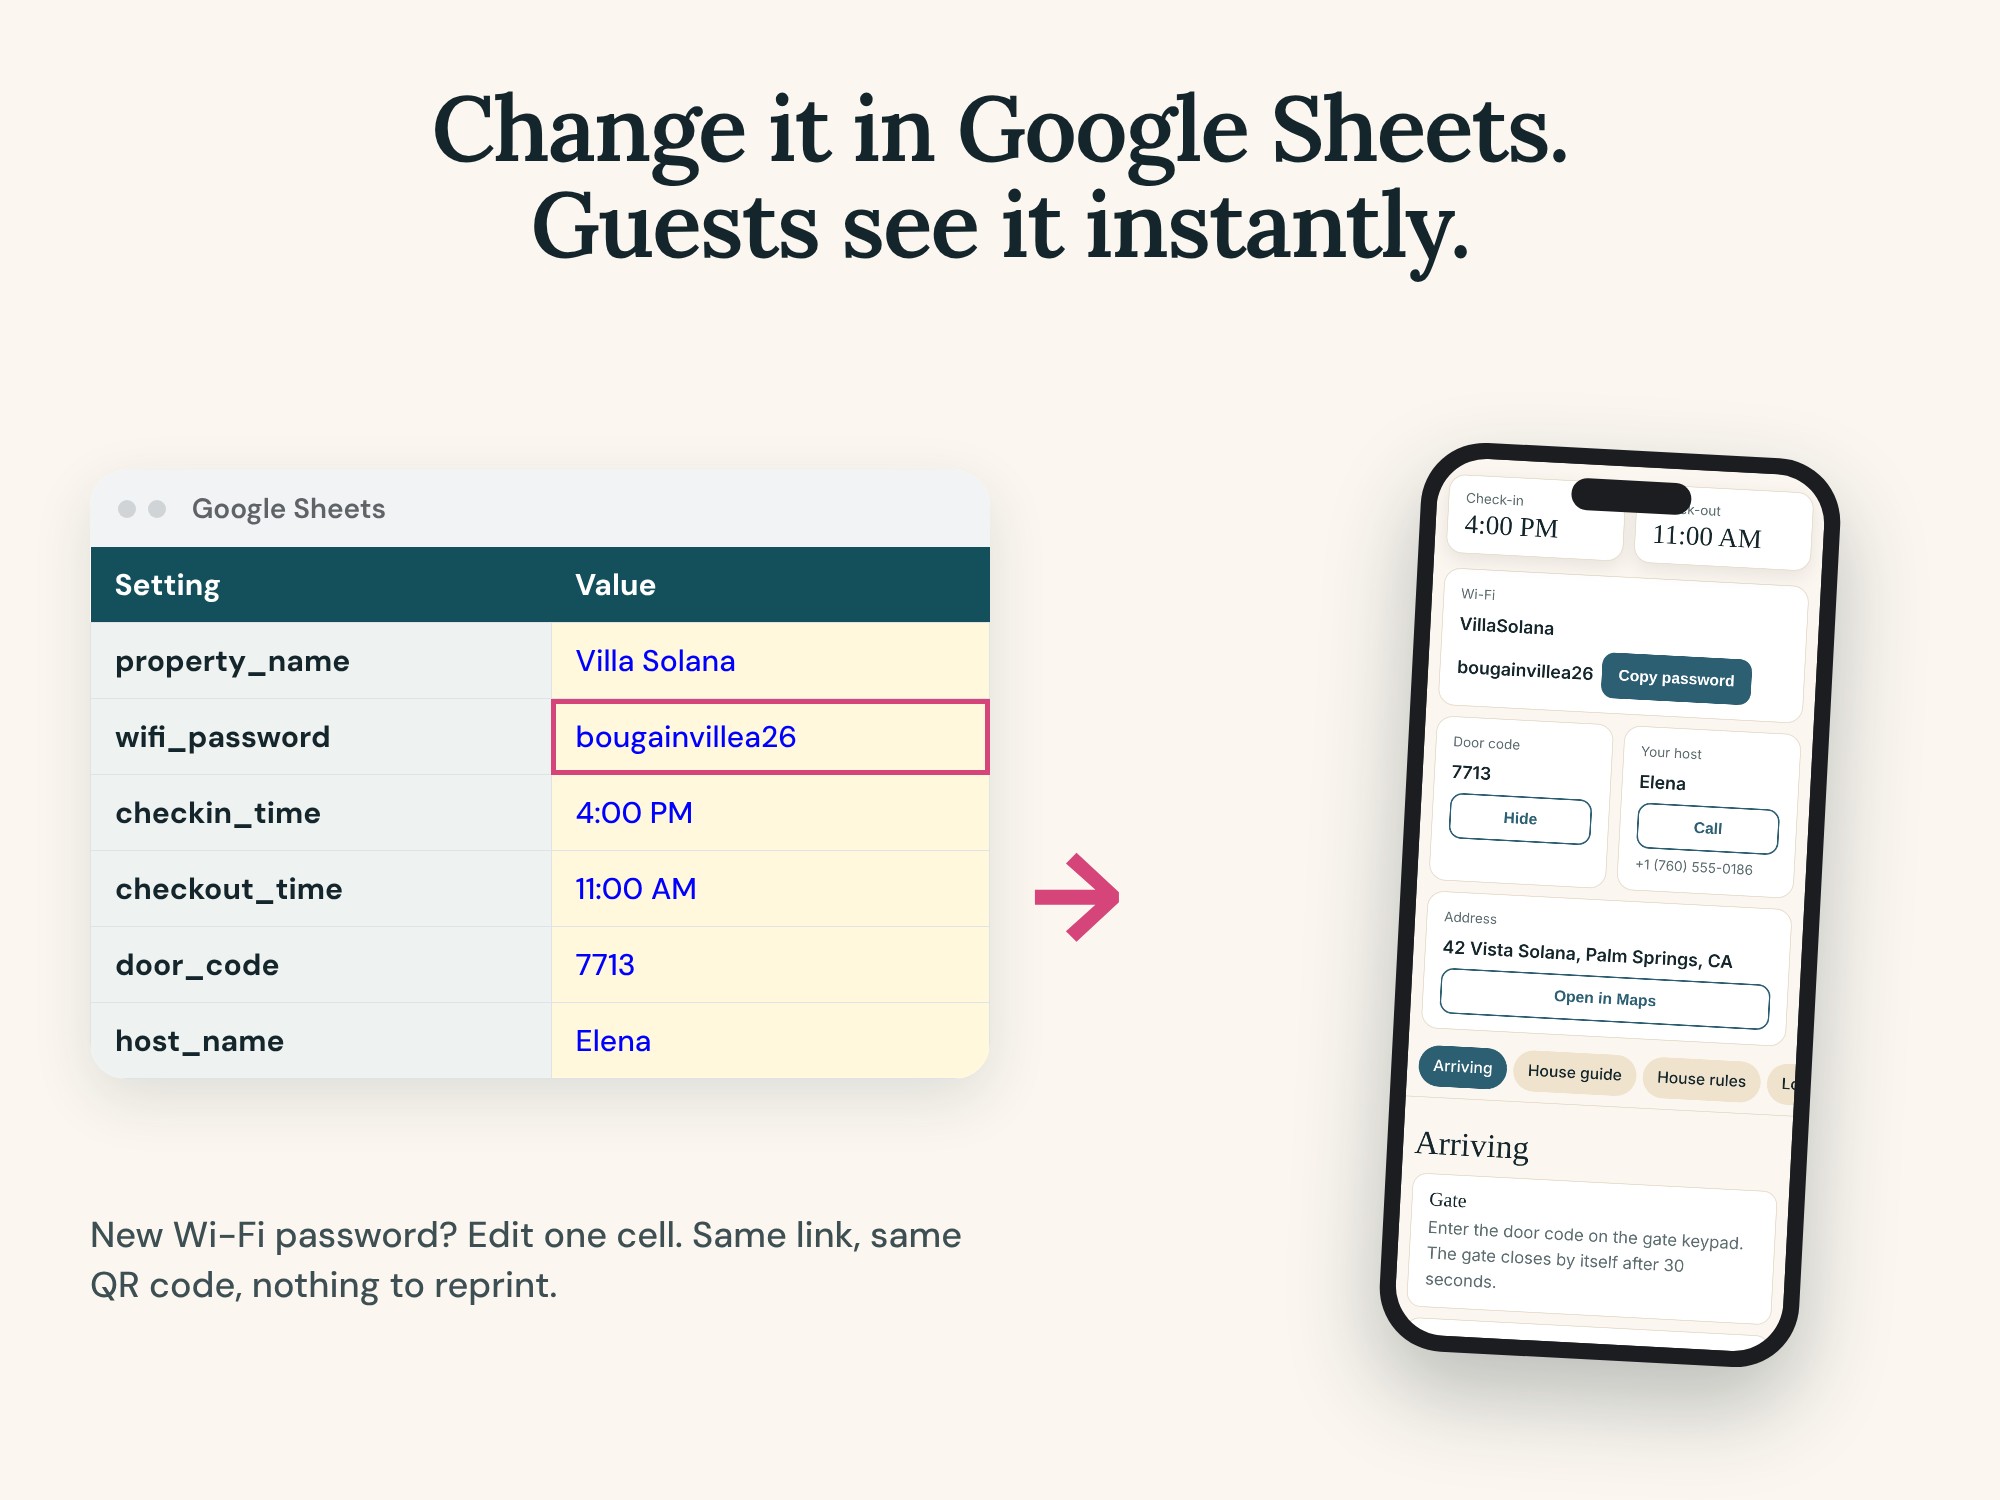 Change it in Google Sheets.
Guests see it instantly.
Google Sheets
Setting Value
property_name Villa Solana
wifi_password bougainvillea26
checkin_time 4:00 PM
checkout_time 11:00 AM
door_code 7713
host_name Elena
New Wi-Fi password? Edit one cell. Same link, same
QR code, nothing to reprint.
Check-in
4:00 PM
k-out
11:00 AM
Wi-Fi
VillaSolana
bougainvillea26 Copy password
Door code
7713
Hide
Your host
Elena
Call
+1 (760) 555-0186
Address
42 Vista Solana, Palm Springs, CA
Open in Maps
Arriving House guide House rules
Arriving
Gate
Enter the door code on the gate keypad.
The gate closes by itself after 30
seconds.